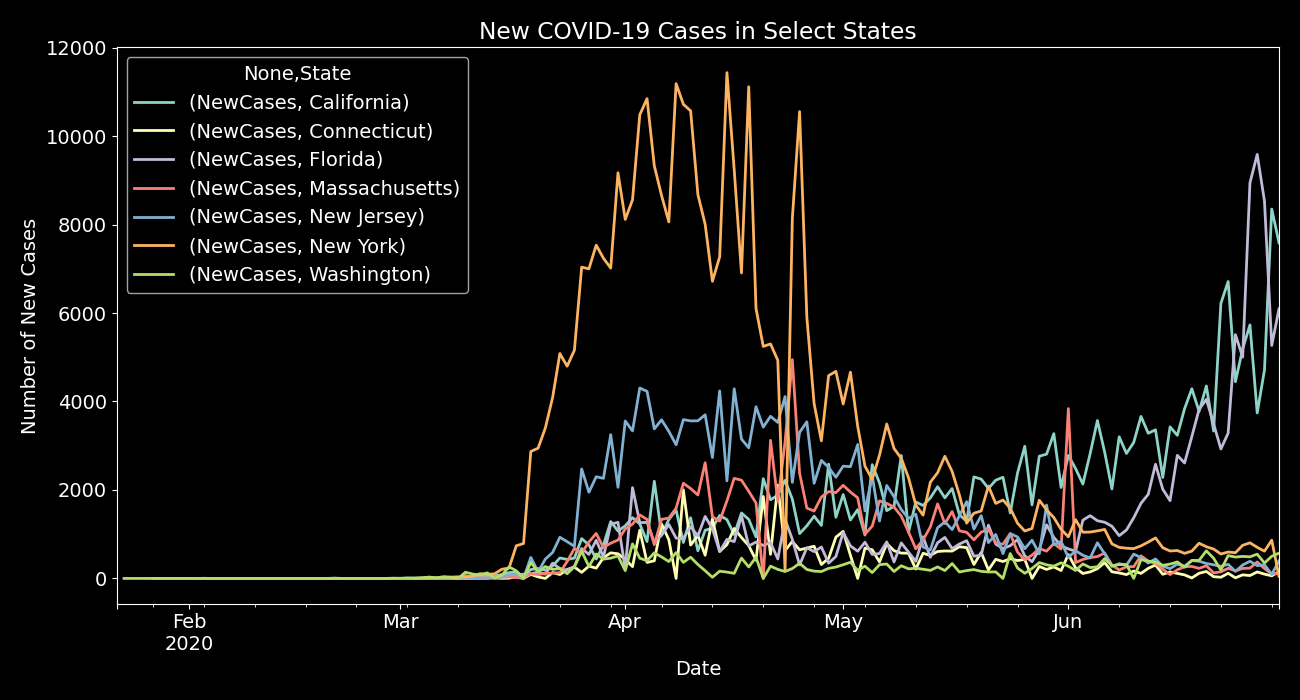 New COVID-19 Cases in Select States
12000
10000
8000
6000
4000
2000
0
Number of New Cases
None,State
(NewCases, California)
(NewCases, Connecticut)
(NewCases, Florida)
(NewCases, Massachusetts)
(NewCases, New Jersey)
(NewCases, New York)
(NewCases, Washington)
Feb Mar Apr May Jun
2020
Date